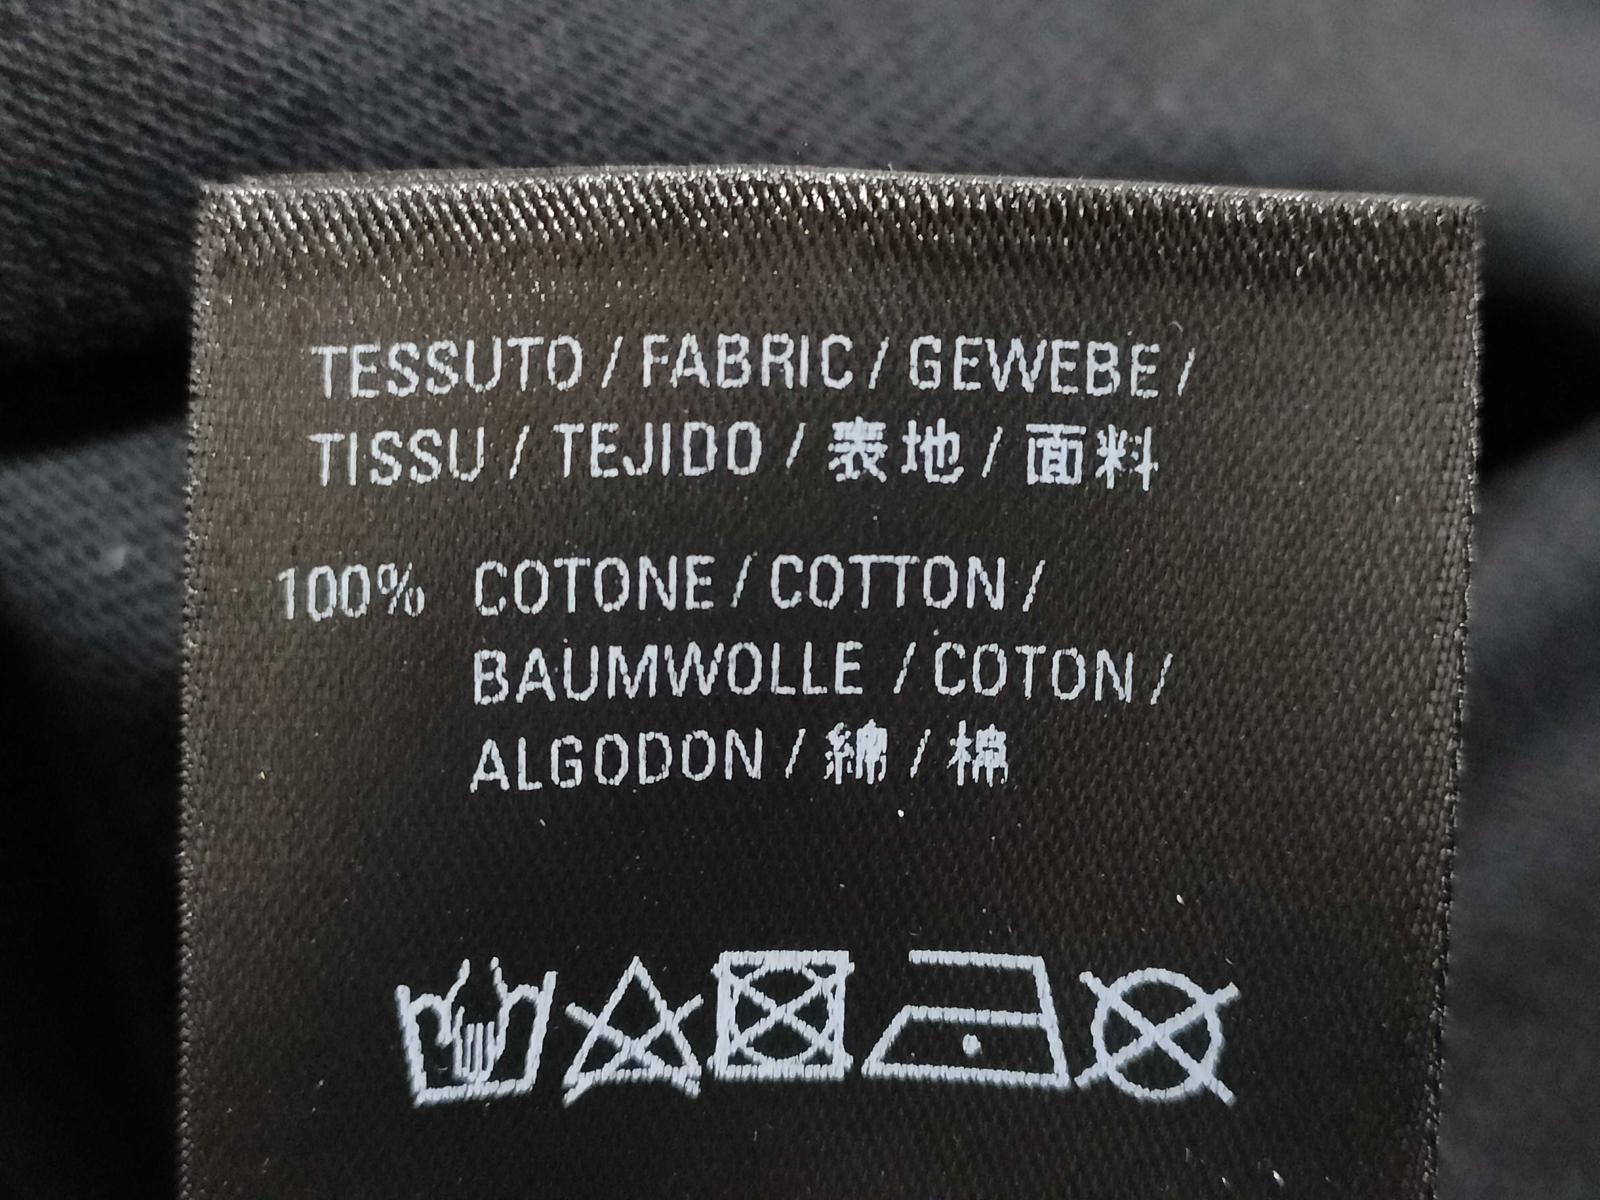 TESSUTO / FABRIC / GEWEBE /
TISSU / TEJIDO / 表地 / 面料
100% COTONE / COTTON /
BAUMWOLLE / COTON /
ALGODON / 綿 / 棉